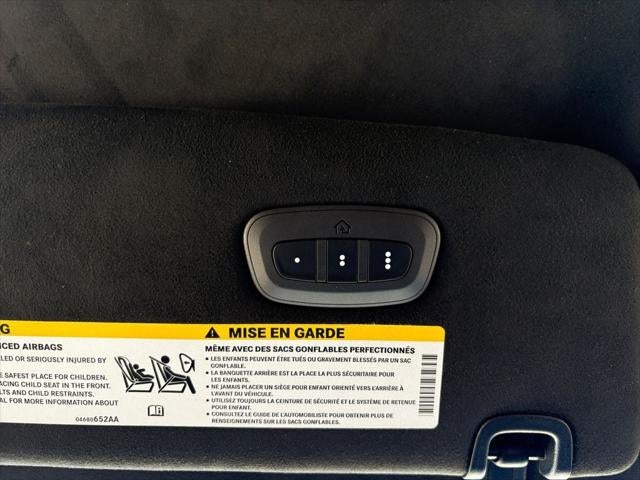 G
CED AIRBAGS
LED OR SERIOUSLY INJURED BY
E SAFEST PLACE FOR CHILDREN.
ACING CHILD SEAT IN THE FRONT.
LTS AND CHILD RESTRAINTS.
AL FOR MORE INFORMATION ABOUT
04680652AA
MISE EN GARDE
MÊME AVEC DES SACS GONFLABLES PERFECTIONNÉS
• LES ENFANTS PEUVENT ÊTRE TUÉS OU GRAVEMENT BLESSÉS PAR UN SAC
GONFLABLE.
• LA BANQUETTE ARRIÈRE EST LA PLACE LA PLUS SÉCURITAIRE POUR
LES ENFANTS.
• NE JAMAIS PLACER UN SIÈGE POUR ENFANT ORIENTÉ VERS L'ARRIÈRE À
L'AVANT DU VÉHICULE.
• UTILISEZ TOUJOURS LA CEINTURE DE SÉCURITÉ ET LE SYSTÈME DE RETENUE
POUR ENFANT.
• CONSULTEZ LE GUIDE DE L'AUTOMOBILISTE POUR OBTENIR PLUS DE
RENSEIGNEMENTS SUR LES SACS GONFLABLES.